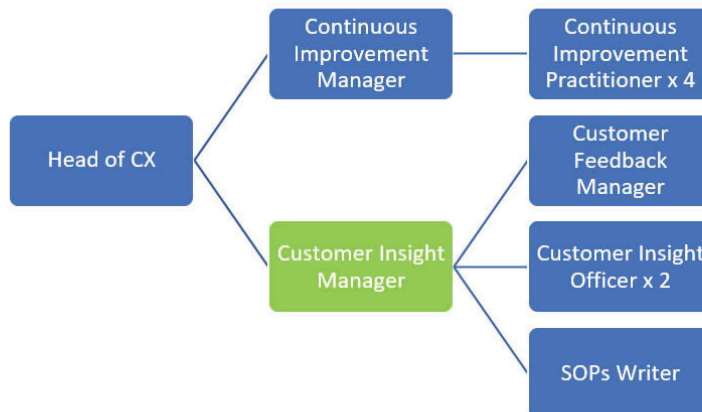 Continuous
Improvement
Manager
Continuous
Improvement
Practitioner x 4
Head of CX
Customer
Feedback
Manager
Customer Insight
Manager
Customer Insight
Officer x 2
SOPs Writer